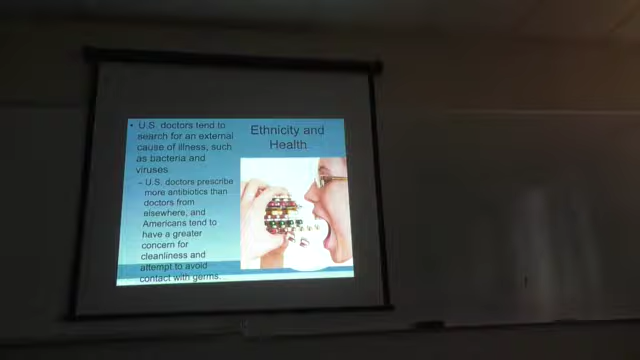 Ethnicity and
Health
• U.S. doctors tend to
search for an external
cause of illness, such
as bacteria and
viruses.
– U.S. doctors prescribe
more antibiotics than
doctors from
elsewhere, and
Americans tend to
have a greater
concern for
cleanliness and
attempt to avoid
contact with germs.